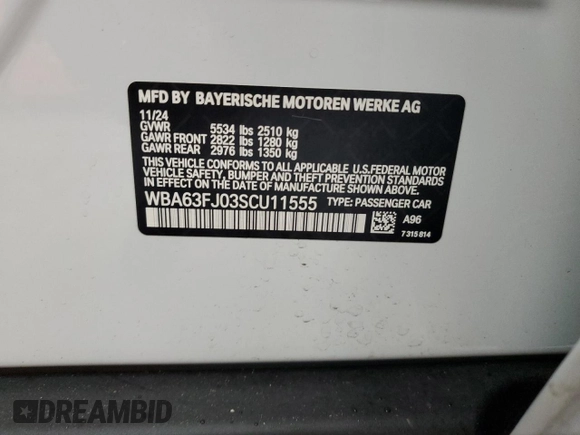 MFD BY BAYERISCHE MOTOREN WERKE AG
11/24
GVWR 5534 lbs 2510 kg
GAWR FRONT 2822 lbs 1280 kg
GAWR REAR 2976 lbs 1350 kg
THIS VEHICLE CONFORMS TO ALL APPLICABLE U.S.FEDERAL MOTOR
VEHICLE SAFETY, BUMPER AND THEFT PREVENTION STANDARDS
IN EFFECT ON THE DATE OF MANUFACTURE SHOWN ABOVE.
WBA63FJ03SCU11555 TYPE: PASSENGER CAR
A96
7 315 814
DREAMBID